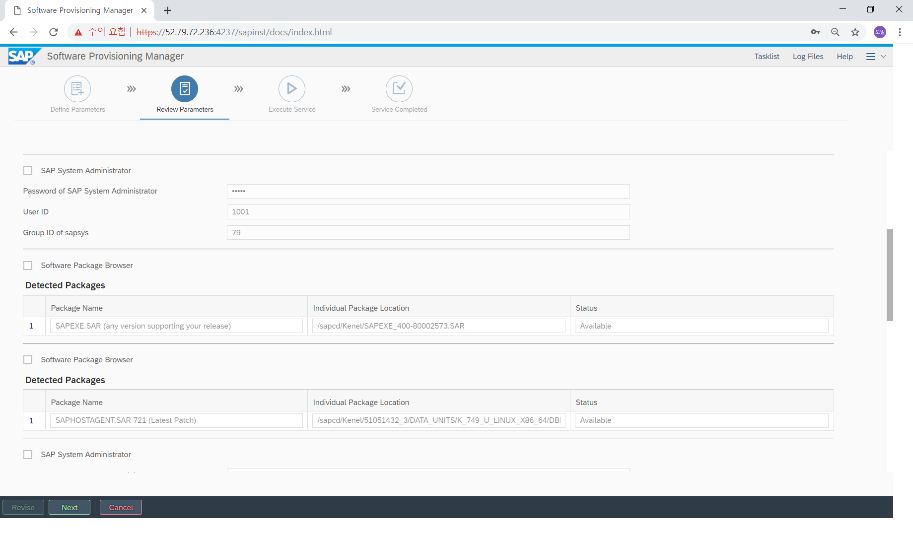 Software Provisioning Manager
수인 요함 | https://52.79.72.236:4237/sapinst/docs/index.html
SAP Software Provisioning Manager Tasklist Log Files Help
Define Parameters Review Parameters Execute Service Service Completed
SAP System Administrator
Password of SAP System Administrator •••••
User ID 1001
Group ID of sapsys 79
Software Package Browser
Detected Packages
Package Name Individual Package Location Status
1 SAPEXE.SAR (any version supporting your release) /sapcd/Kenel/SAPEXE_400-80002573.SAR Available
Software Package Browser
Detected Packages
Package Name Individual Package Location Status
1 SAPHOSTAGENT.SAR 721 (Latest Patch) /sapcd/Kenel/51051432_3/DATA_UNITS/K_749_U_LINUX_X86_64/DBI Available
SAP System Administrator
Revise Next Cancel